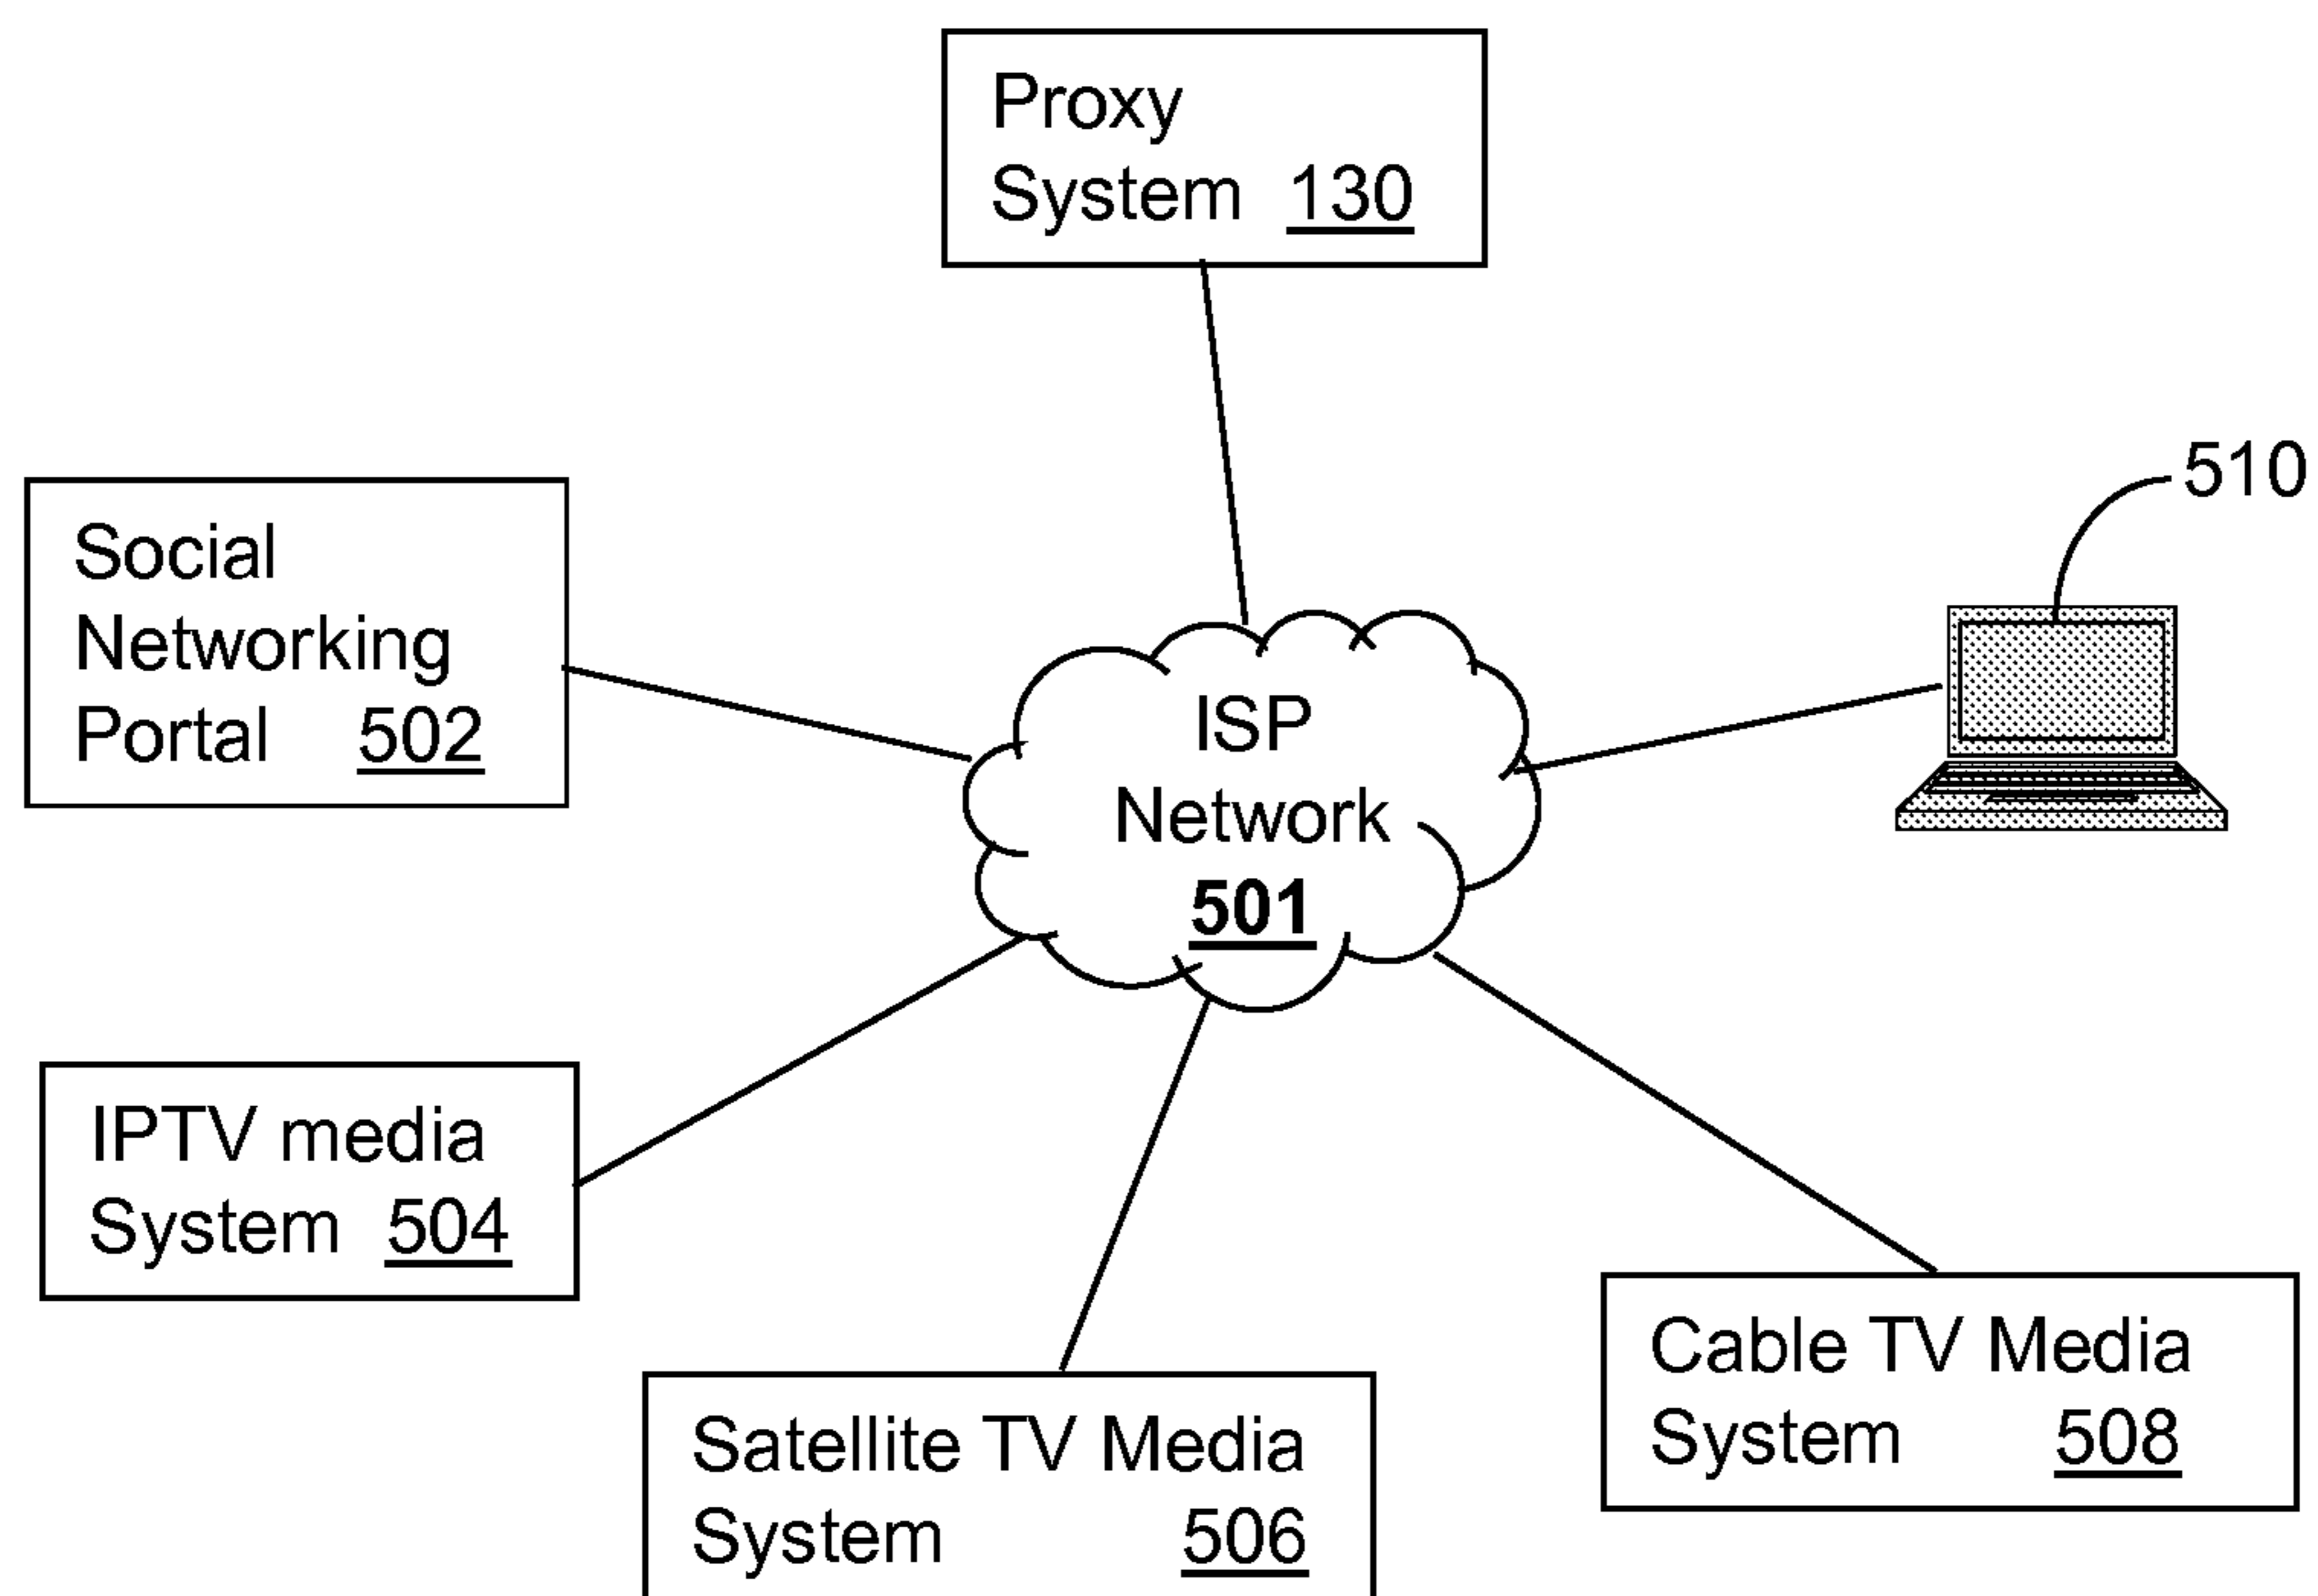 Proxy
System 130
510
Social
Networking
Portal 502
ISP
Network
501
IPTV media
System 504
Cable TV Media
System 508
Satellite TV Media
System 506